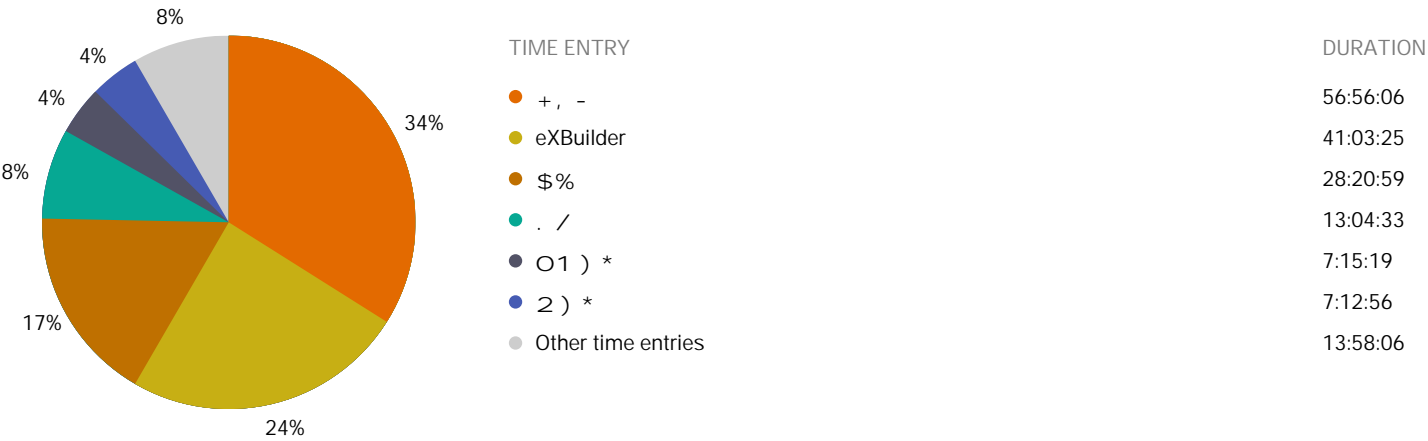 8%
4%
4%
8%
17%
24%
34%
TIME ENTRY DURATION
+, - 56:56:06
eXBuilder 41:03:25
$% 28:20:59
. / 13:04:33
01 ) * 7:15:19
2 ) * 7:12:56
Other time entries 13:58:06